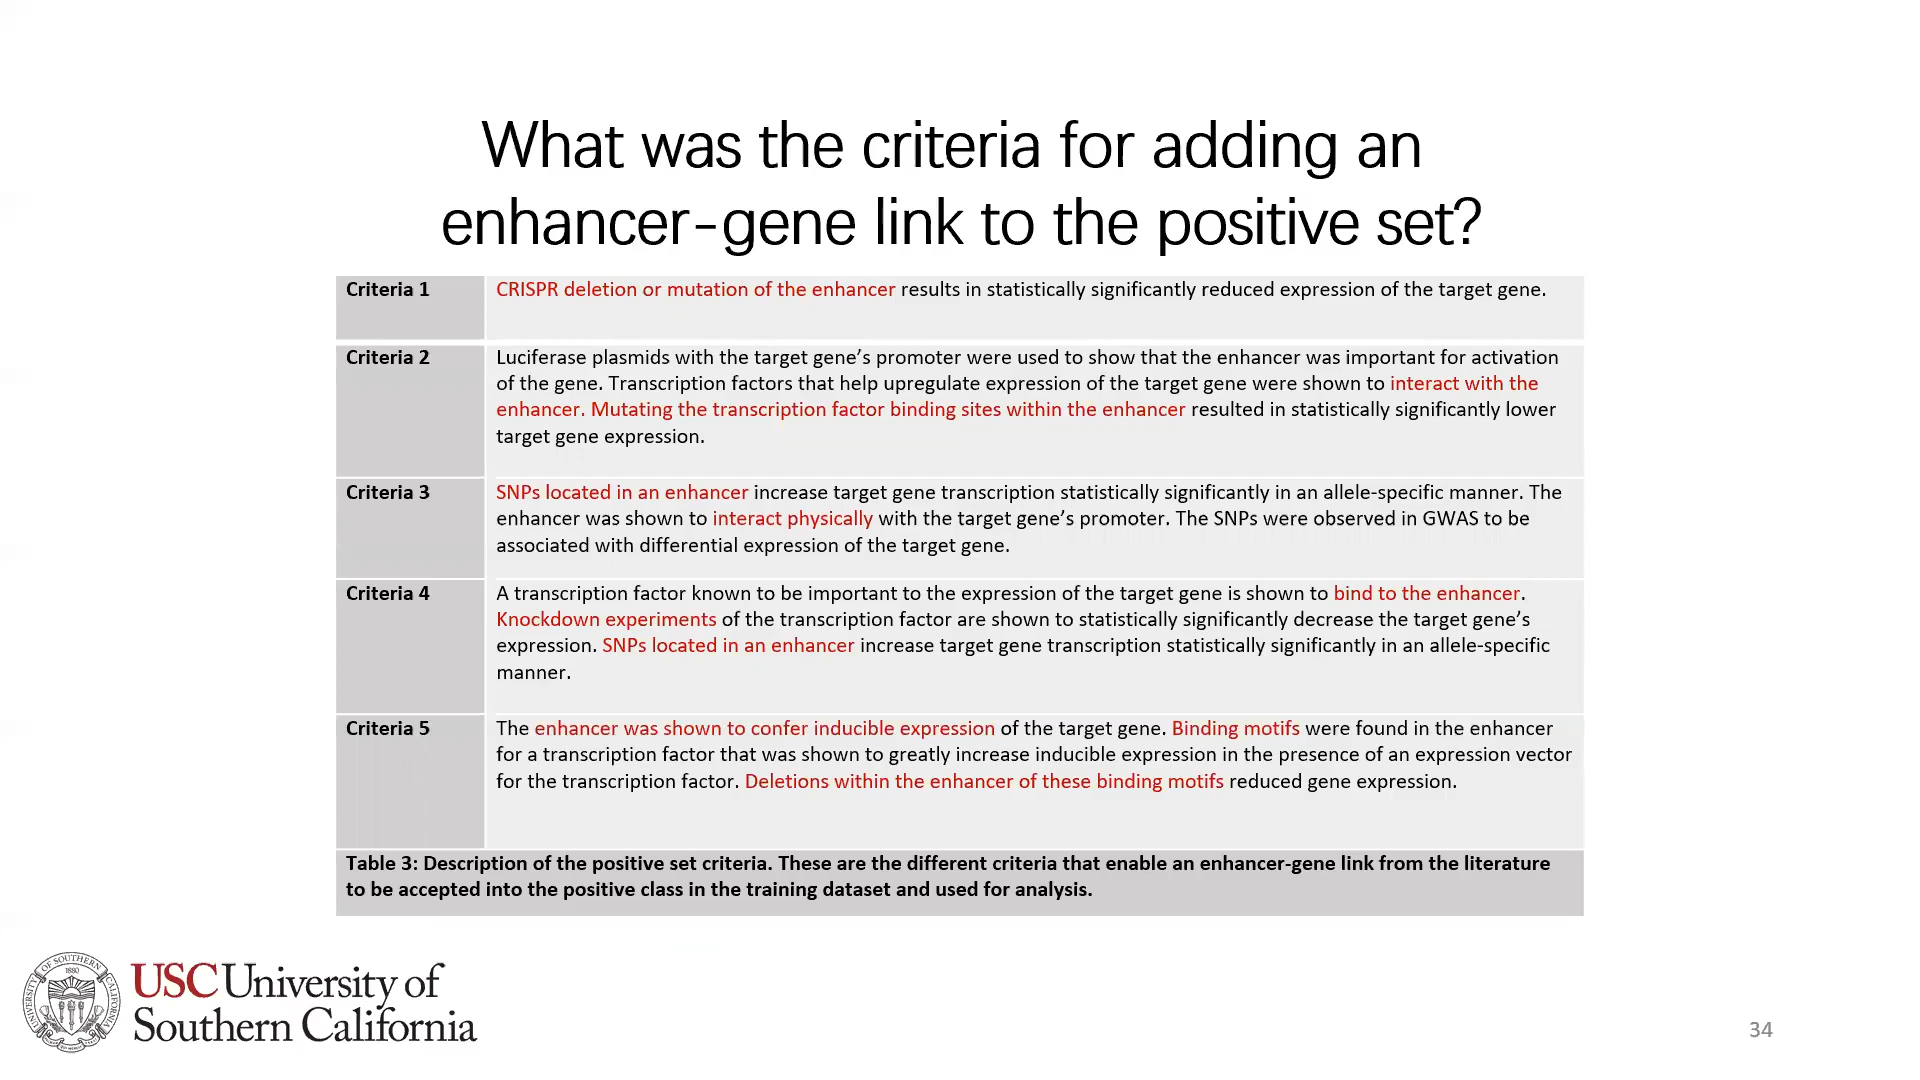 What was the criteria for adding an
enhancer-gene link to the positive set?
Criteria 1
CRISPR deletion or mutation of the enhancer results in statistically significantly reduced expression of the target gene.
Criteria 2
Luciferase plasmids with the target gene’s promoter were used to show that the enhancer was important for activation
of the gene. Transcription factors that help upregulate expression of the target gene were shown to interact with the
enhancer. Mutating the transcription factor binding sites within the enhancer resulted in statistically significantly lower
target gene expression.
Criteria 3
SNPs located in an enhancer increase target gene transcription statistically significantly in an allele-specific manner. The
enhancer was shown to interact physically with the target gene’s promoter. The SNPs were observed in GWAS to be
associated with differential expression of the target gene.
Criteria 4
A transcription factor known to be important to the expression of the target gene is shown to bind to the enhancer.
Knockdown experiments of the transcription factor are shown to statistically significantly decrease the target gene’s
expression. SNPs located in an enhancer increase target gene transcription statistically significantly in an allele-specific
manner.
Criteria 5
The enhancer was shown to confer inducible expression of the target gene. Binding motifs were found in the enhancer
for a transcription factor that was shown to greatly increase inducible expression in the presence of an expression vector
for the transcription factor. Deletions within the enhancer of these binding motifs reduced gene expression.
Table 3: Description of the positive set criteria. These are the different criteria that enable an enhancer-gene link from the literature
to be accepted into the positive class in the training dataset and used for analysis.
UNIVERSITY OF SOUTHERN CALIFORNIA
1880
USC University of
Southern California
34